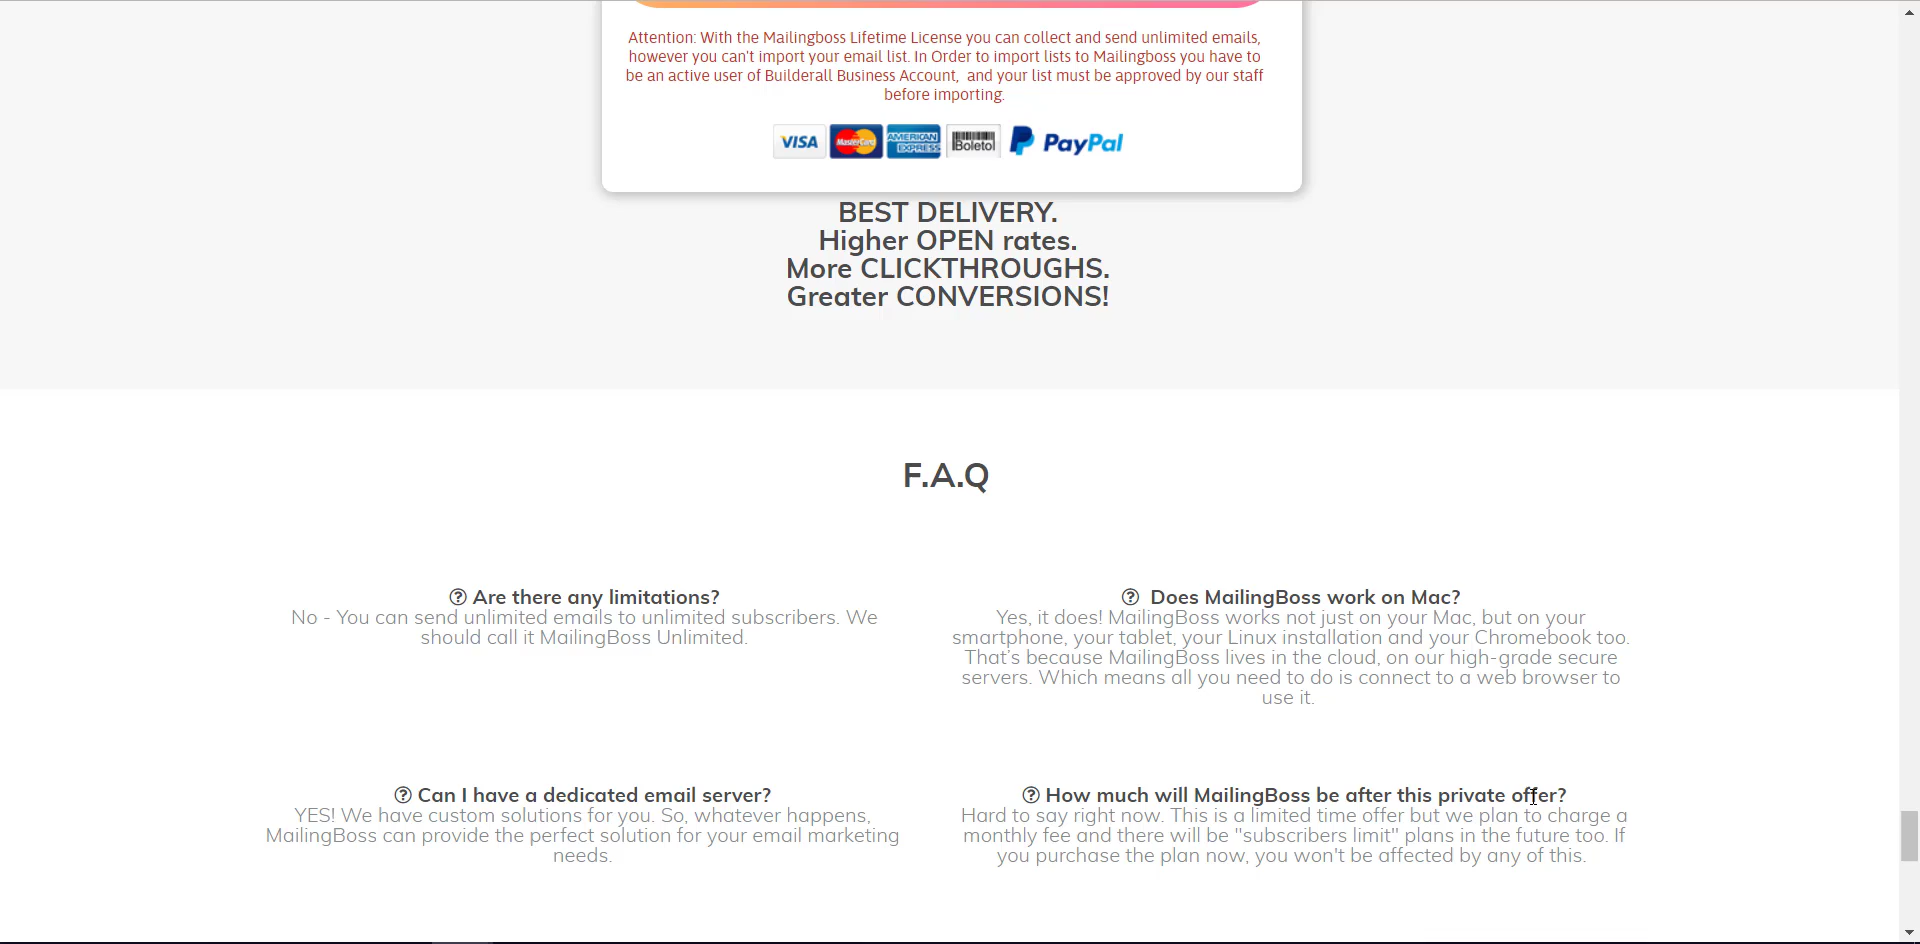 Attention: With the Mailingboss Lifetime License you can collect and send unlimited emails,
however you can't import your email list. In Order to import lists to Mailingboss you have to
be an active user of Builderall Business Account, and your list must be approved by our staff
before importing.
VISA MasterCard AMERICAN EXPRESS Boleto! PayPal
BEST DELIVERY.
Higher OPEN rates.
More CLICKTHROUGHS.
Greater CONVERSIONS!
F.A.Q
Are there any limitations?
No - You can send unlimited emails to unlimited subscribers. We
should call it MailingBoss Unlimited.
Does MailingBoss work on Mac?
Yes, it does! MailingBoss works not just on your Mac, but on your
smartphone, your tablet, your Linux installation and your Chromebook too.
That's because MailingBoss lives in the cloud, on our high-grade secure
servers. Which means all you need to do is connect to a web browser to
use it.
Can I have a dedicated email server?
YES! We have custom solutions for you. So, whatever happens,
MailingBoss can provide the perfect solution for your email marketing
needs.
How much will MailingBoss be after this private offer?
Hard to say right now. This is a limited time offer but we plan to charge a
monthly fee and there will be "subscribers limit" plans in the future too. If
you purchase the plan now, you won't be affected by any of this.